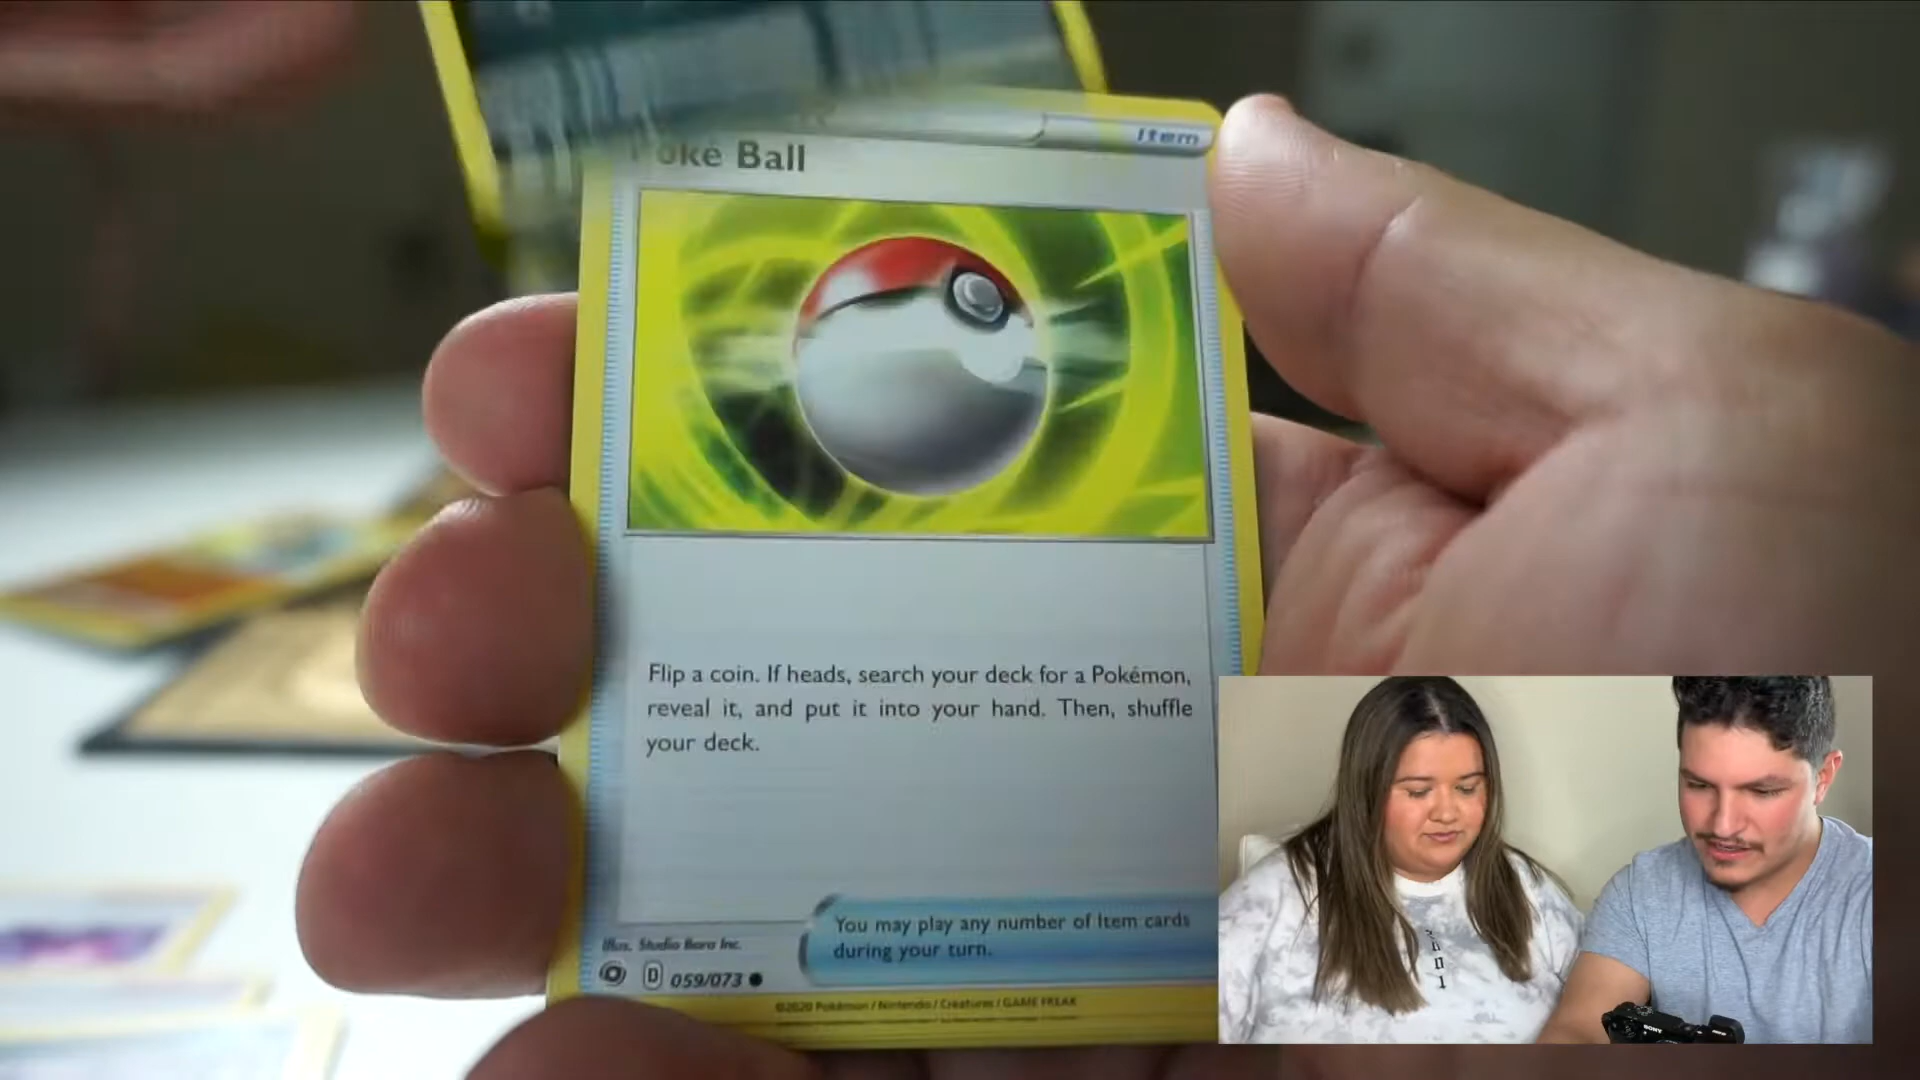 Item
Poké Ball
Flip a coin. If heads, search your deck for a Pokémon,
reveal it, and put it into your hand. Then, shuffle
your deck.
You may play any number of Item cards
during your turn.
Illus. Studio Bora Inc.
D 059/073
©2020 Pokémon / Nintendo / Creatures / GAME FREAK
SONY